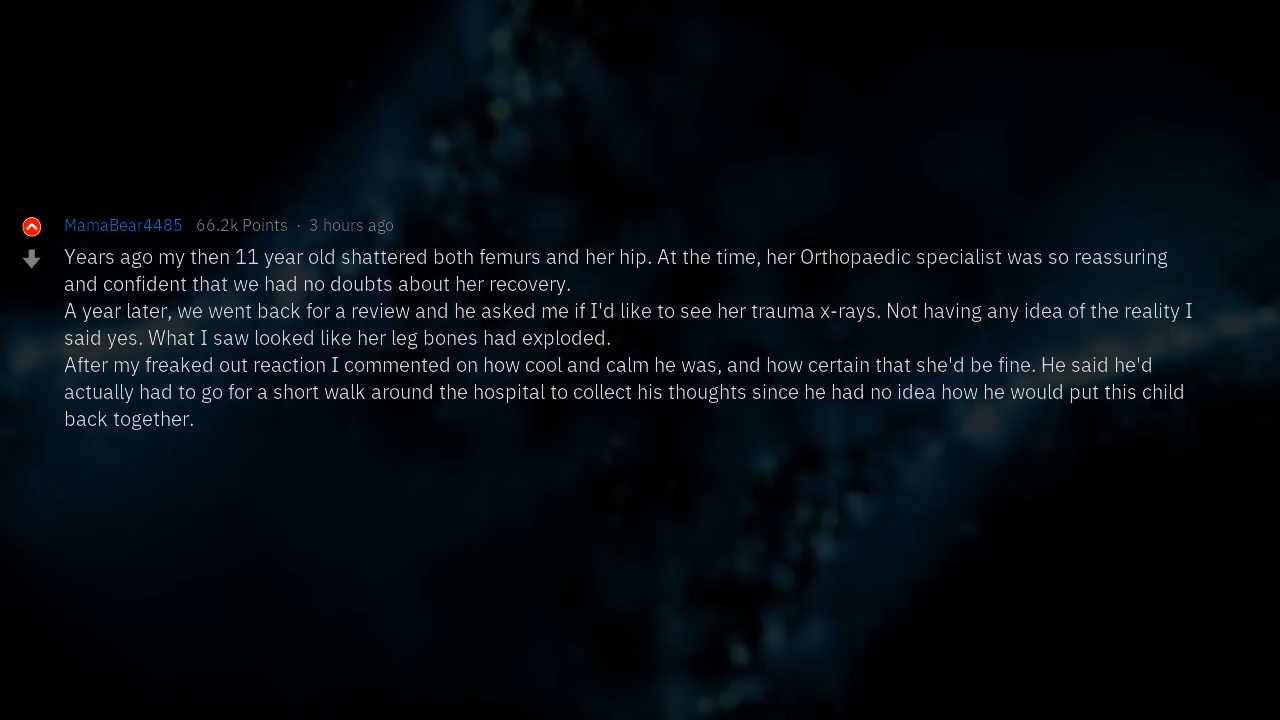 MamaBear4485 66.2k Points · 3 hours ago
Years ago my then 11 year old shattered both femurs and her hip. At the time, her Orthopaedic specialist was so reassuring
and confident that we had no doubts about her recovery.
A year later, we went back for a review and he asked me if I'd like to see her trauma x-rays. Not having any idea of the reality I
said yes. What I saw looked like her leg bones had exploded.
After my freaked out reaction I commented on how cool and calm he was, and how certain that she'd be fine. He said he'd
actually had to go for a short walk around the hospital to collect his thoughts since he had no idea how he would put this child
back together.